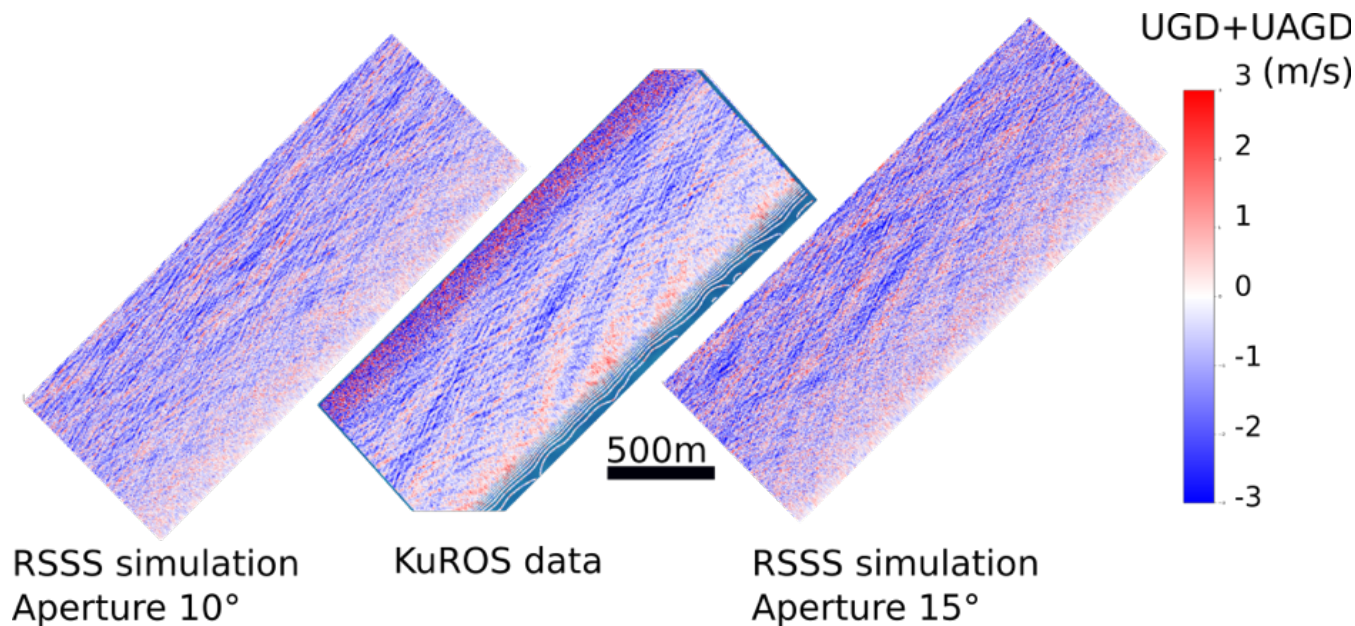 UGD+UAGD
(m/s)
3
2
1
0
-1
-2
-3
500m
RSSS simulation
Aperture 10°
KuROS data
RSSS simulation
Aperture 15°